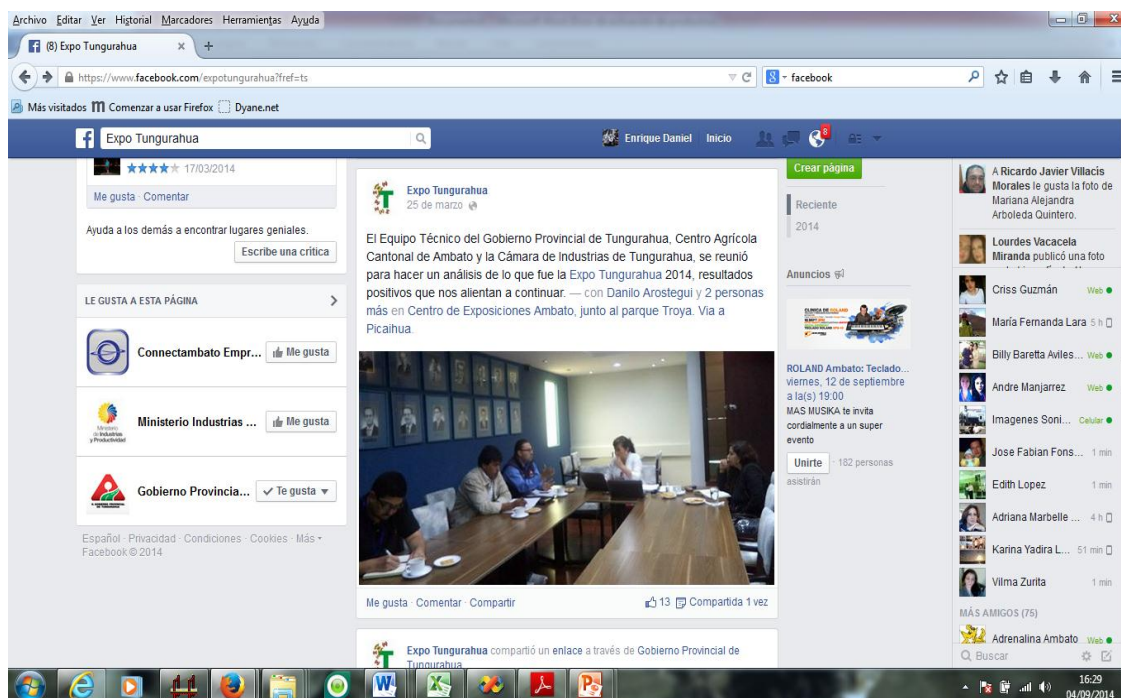 Archivo Editar Ver Historial Marcadores Herramientas Ayuda
(8) Expo Tungurahua
https://www.facebook.com/expotungurahua?fref=ts
facebook
Más visitados Comenzar a usar Firefox Dyane.net
Expo Tungurahua
Enrique Daniel Inicio
8
17/03/2014
Me gusta · Comentar
Ayuda a los demás a encontrar lugares geniales.
Escribe una crítica
LE GUSTA A ESTA PÁGINA
Connectambato Empr... Me gusta
Ministerio Industrias ... Me gusta
Ministerio
de Industrias
y Productividad
Gobierno Provincia... Te gusta
Español · Privacidad · Condiciones · Cookies · Más
Facebook © 2014
Expo Tungurahua
25 de marzo
El Equipo Técnico del Gobierno Provincial de Tungurahua, Centro Agrícola
Cantonal de Ambato y la Cámara de Industrias de Tungurahua, se reunió
para hacer un análisis de lo que fue la Expo Tungurahua 2014, resultados
positivos que nos alientan a continuar. — con Danilo Arostegui y 2 personas
más en Centro de Exposiciones Ambato, junto al parque Troya. Via a
Picaihua.
Me gusta · Comentar · Compartir
13 Compartida 1 vez
Expo Tungurahua compartió un enlace a través de Gobierno Provincial de
Tungurahua
Crear página
Reciente
2014
Anuncios
ROLAND Ambato: Teclado...
viernes, 12 de septiembre
a la(s) 19:00
MAS MUSIKA te invita
cordialmente a un super
evento
Unirte · 182 personas
asistirán
A Ricardo Javier Villacis
Morales le gusta la foto de
Mariana Alejandra
Arboleda Quintero.
Lourdes Vacacela
Miranda publicó una foto
Criss Guzmán Web
María Fernanda Lara 5 h
Billy Baretta Aviles... Web
Andre Manjarrez Web
Imagenes Soni... Celular
Jose Fabian Fons... 1 min
Edith Lopez 1 min
Adriana Marbelle ... 4 h
Karina Yadira L... 51 min
Vilma Zurita 1 min
MÁS AMIGOS (75)
Adrenalina Ambato Web
Buscar
16:29
04/09/2014